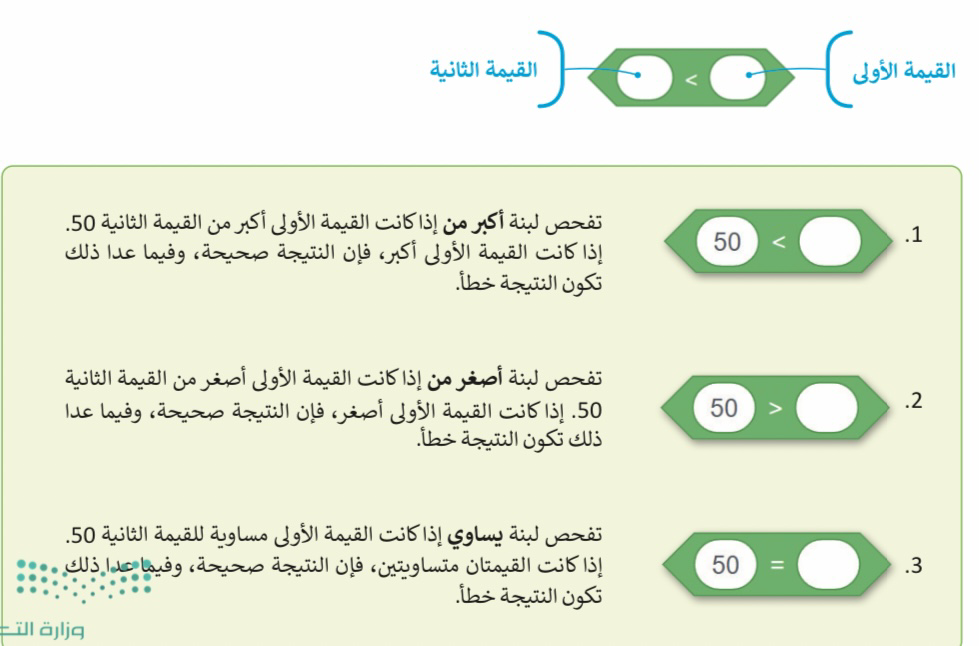 القيمة الأولى < القيمة الثانية
1. < 50
تفحص لبنة أكبر من إذا كانت القيمة الأولى أكبر من القيمة الثانية 50.
إذا كانت القيمة الأولى أكبر، فإن النتيجة صحيحة، وفيما عدا ذلك
تكون النتيجة خطأ.
2. > 50
تفحص لبنة أصغر من إذا كانت القيمة الأولى أصغر من القيمة الثانية
50. إذا كانت القيمة الأولى أصغر، فإن النتيجة صحيحة، وفيما عدا
ذلك تكون النتيجة خطأ.
3. = 50
تفحص لبنة يساوي إذا كانت القيمة الأولى مساوية للقيمة الثانية 50.
إذا كانت القيمتان متساويتين، فإن النتيجة صحيحة، وفيما عدا ذلك
تكون النتيجة خطأ.
وزارة التـ